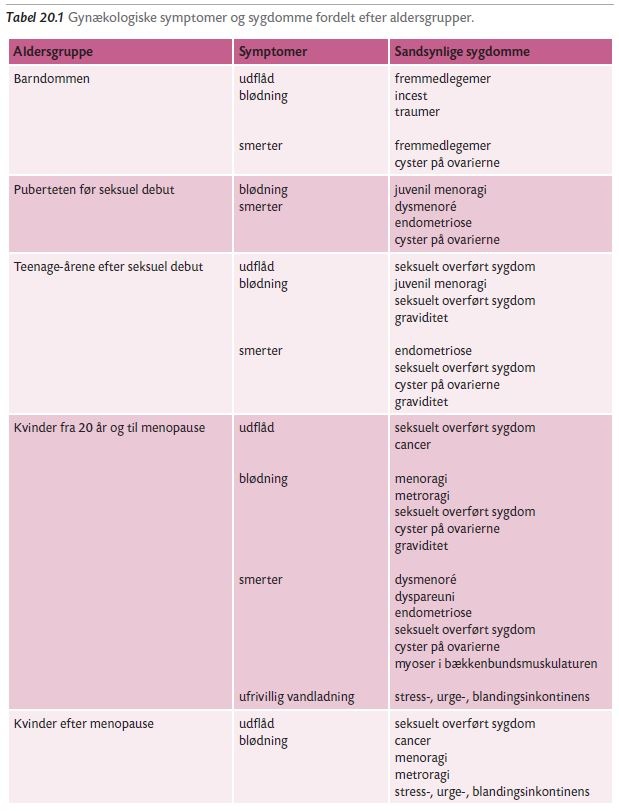 Tabel 20.1 Gynækologiske symptomer og sygdomme fordelt efter aldersgrupper.
Aldersgruppe Symptomer Sandsynlige sygdomme
Barndommen udflåd fremmedlegemer
blødning incest
traumer
smerter fremmedlegemer
cyster på ovarierne
Puberteten før seksuel debut blødning juvenil menoragi
smerter dysmenoré
endometriose
cyster på ovarierne
Teenage-årene efter seksuel debut udflåd seksuelt overført sygdom
blødning juvenil menoragi
seksuelt overført sygdom
graviditet
smerter endometriose
seksuelt overført sygdom
cyster på ovarierne
graviditet
Kvinder fra 20 år og til menopause udflåd seksuelt overført sygdom
cancer
blødning menoragi
metroragi
seksuelt overført sygdom
cyster på ovarierne
graviditet
smerter dysmenoré
dyspareuni
endometriose
seksuelt overført sygdom
cyster på ovarierne
myoser i bækkenbundsmuskulaturen
ufrivillig vandladning stress-, urge-, blandingsinkontinens
Kvinder efter menopause udflåd seksuelt overført sygdom
blødning cancer
menoragi
metroragi
stress-, urge-, blandingsinkontinens